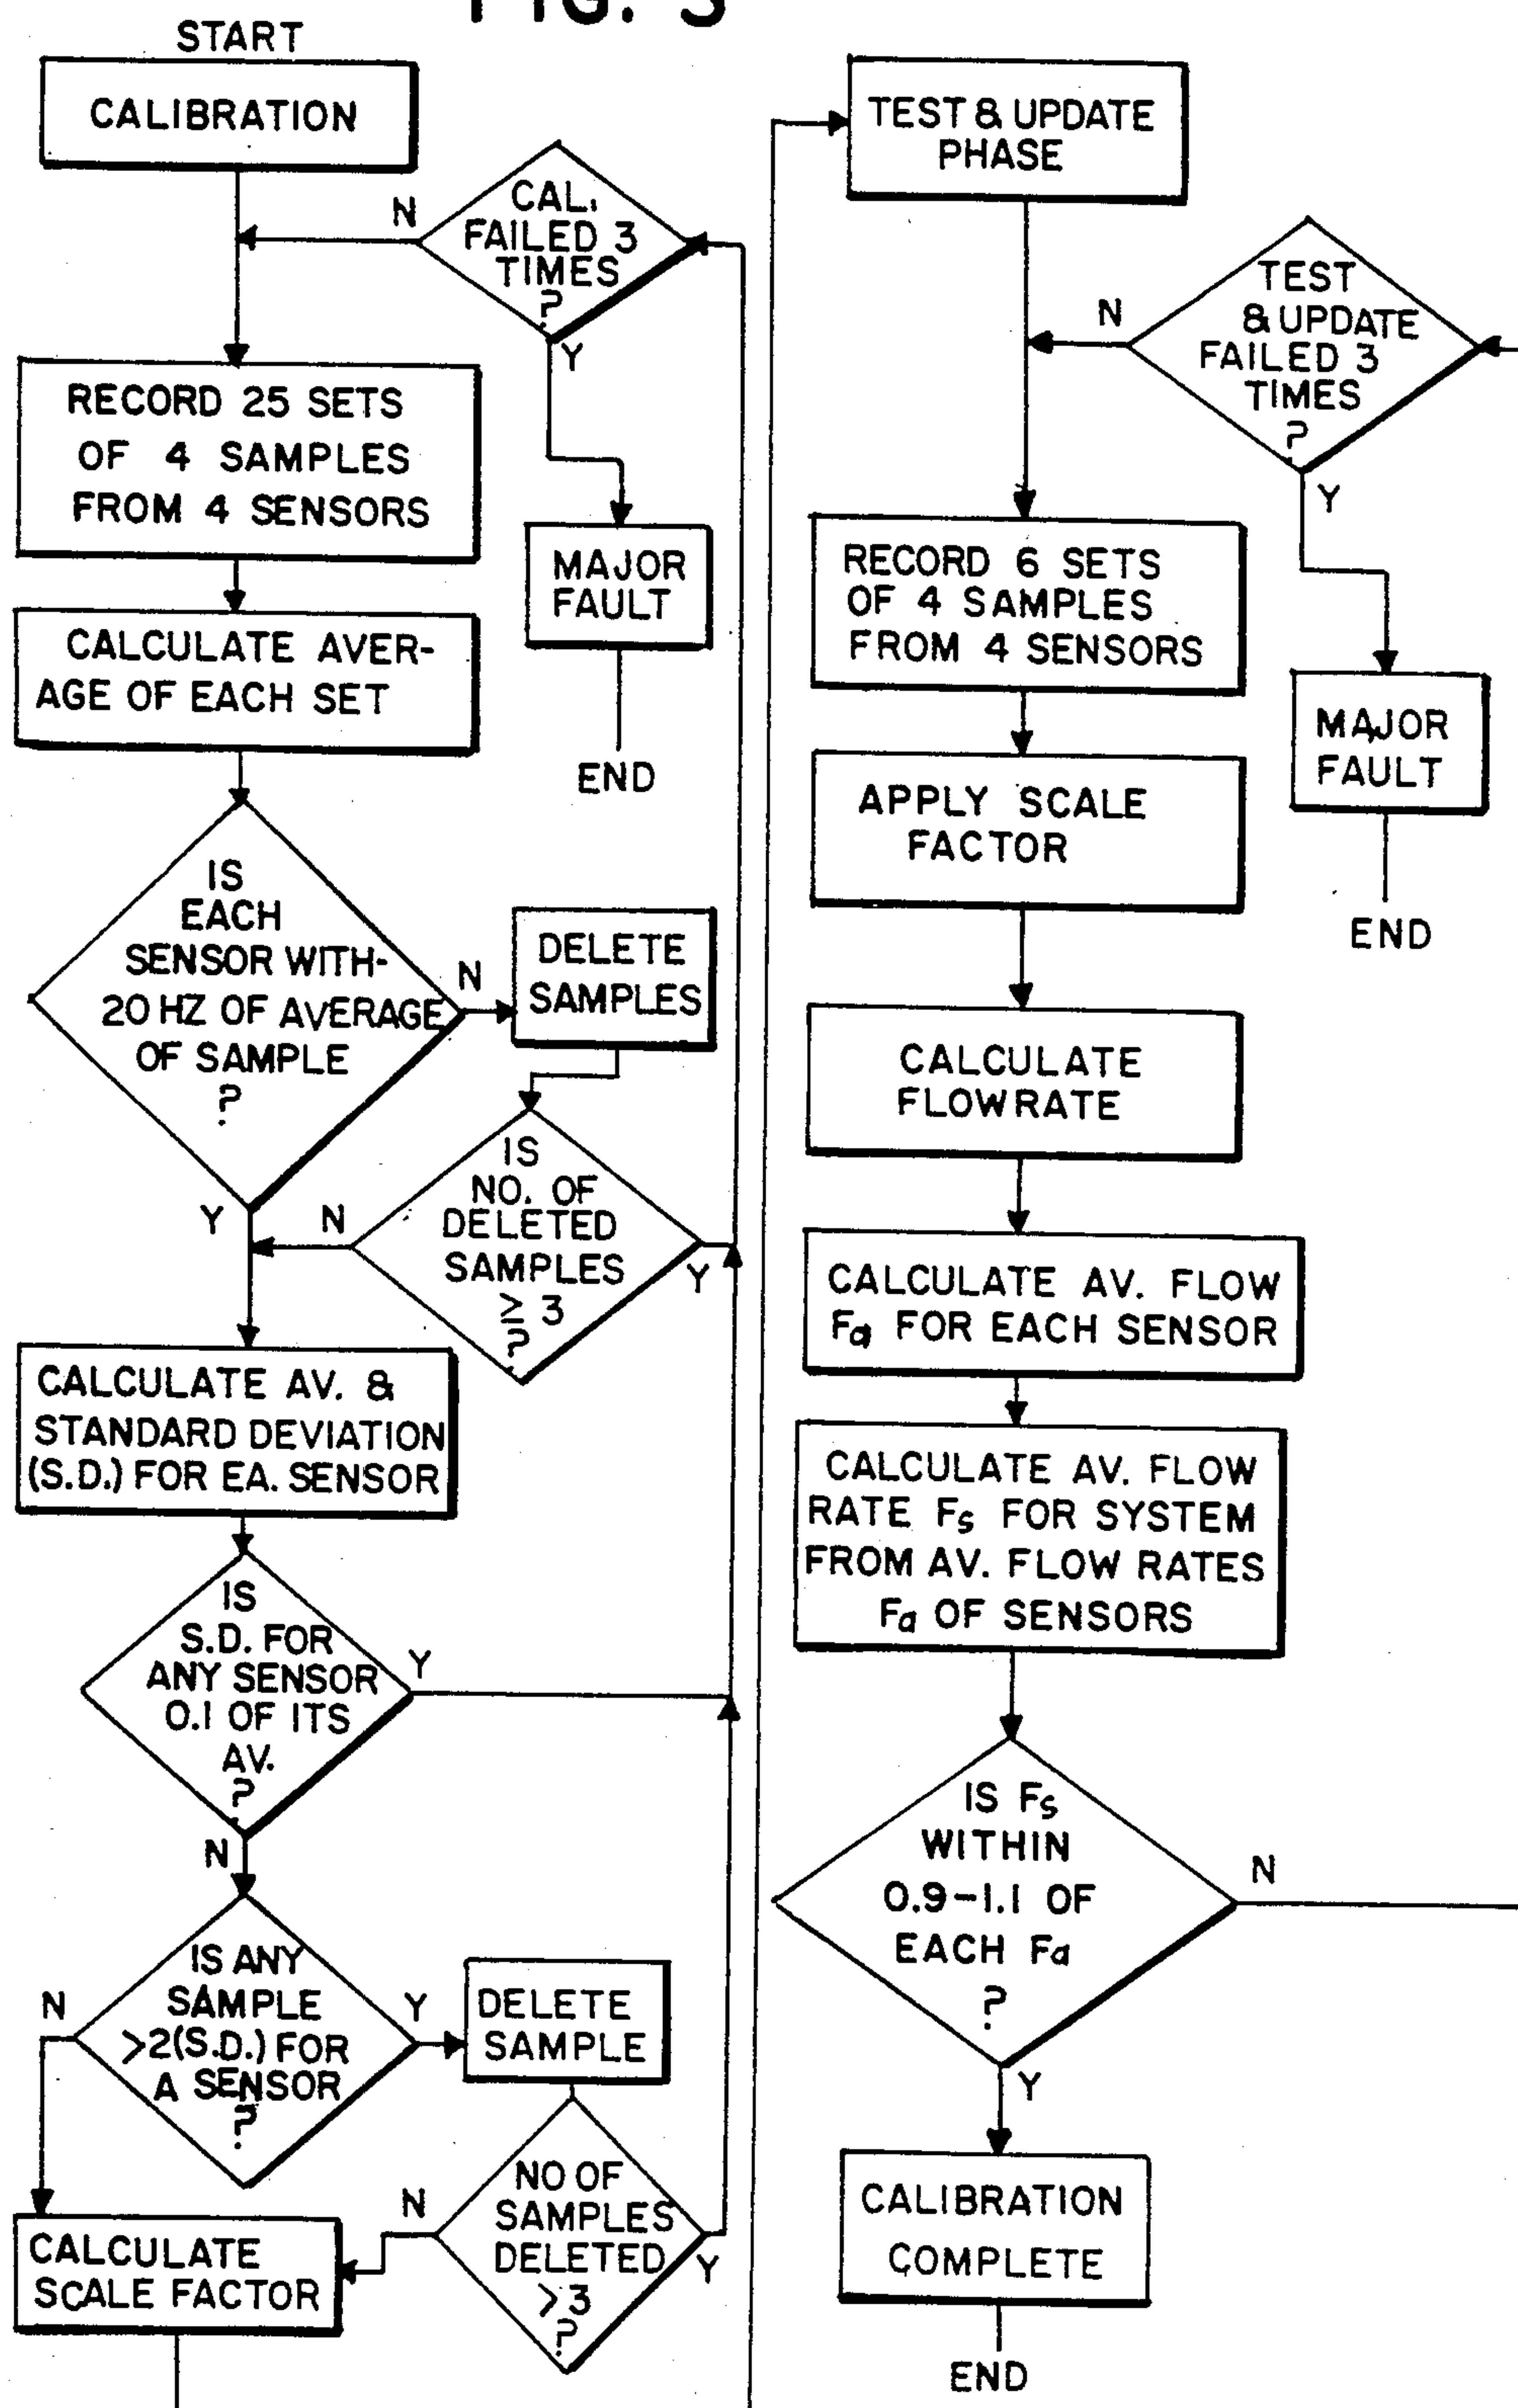 FIG. 3
START
CALIBRATION
N
CAL.
FAILED 3
TIMES
?
Y
RECORD 25 SETS
OF 4 SAMPLES
FROM 4 SENSORS
MAJOR
FAULT
END
CALCULATE AVER-
AGE OF EACH SET
IS
EACH
SENSOR WITH-
20 HZ OF AVERAGE
OF SAMPLE
?
N
DELETE
SAMPLES
Y
N
IS
NO. OF
DELETED
SAMPLES
≥ 3
?
Y
CALCULATE AV. &
STANDARD DEVIATION
(S.D.) FOR EA. SENSOR
IS
S.D. FOR
ANY SENSOR
0.1 OF ITS
AV.
?
Y
N
IS ANY
SAMPLE
>2(S.D.) FOR
A SENSOR
?
N
Y
DELETE
SAMPLE
N
NO OF
SAMPLES
DELETED
>3
?
Y
CALCULATE
SCALE FACTOR
TEST & UPDATE
PHASE
N
TEST
& UPDATE
FAILED 3
TIMES
?
Y
RECORD 6 SETS
OF 4 SAMPLES
FROM 4 SENSORS
MAJOR
FAULT
END
APPLY SCALE
FACTOR
CALCULATE
FLOWRATE
CALCULATE AV. FLOW
Fa FOR EACH SENSOR
CALCULATE AV. FLOW
RATE Fs FOR SYSTEM
FROM AV. FLOW RATES
Fa OF SENSORS
IS Fs
WITHIN
0.9-1.1 OF
EACH Fa
?
N
Y
CALIBRATION
COMPLETE
END